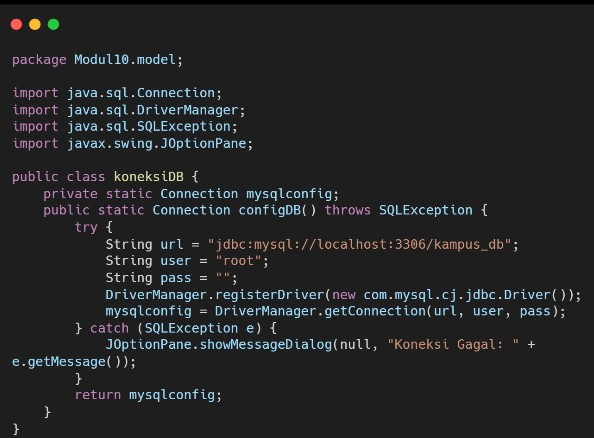 package Modul10.model;

import java.sql.Connection;
import java.sql.DriverManager;
import java.sql.SQLException;
import javax.swing.JOptionPane;

public class koneksiDB {
    private static Connection mysqlconfig;
    public static Connection configDB() throws SQLException {
        try {
            String url = "jdbc:mysql://localhost:3306/kampus_db";
            String user = "root";
            String pass = "";
            DriverManager.registerDriver(new com.mysql.cj.jdbc.Driver());
            mysqlconfig = DriverManager.getConnection(url, user, pass);
        } catch (SQLException e) {
            JOptionPane.showMessageDialog(null, "Koneksi Gagal: " +
e.getMessage());
        }
        return mysqlconfig;
    }
}